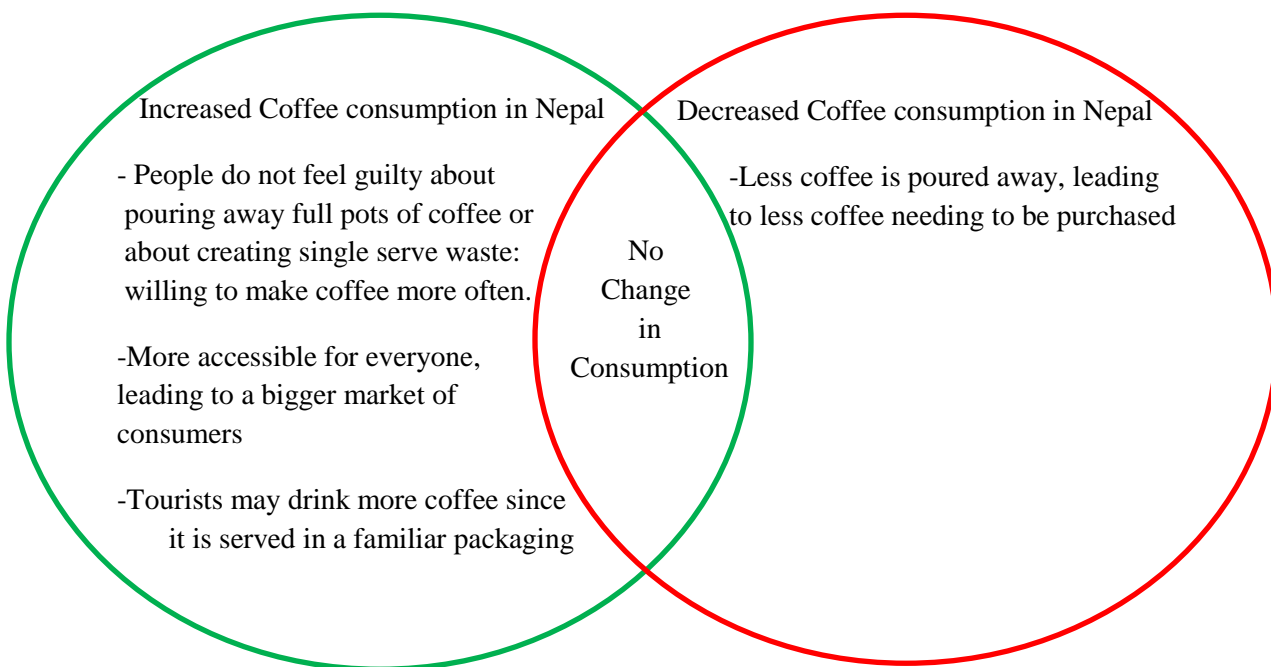 Increased Coffee consumption in Nepal
- People do not feel guilty about
pouring away full pots of coffee or
about creating single serve waste:
willing to make coffee more often.
-More accessible for everyone,
leading to a bigger market of
consumers
-Tourists may drink more coffee since
it is served in a familiar packaging
No
Change
in
Consumption
Decreased Coffee consumption in Nepal
-Less coffee is poured away, leading
to less coffee needing to be purchased